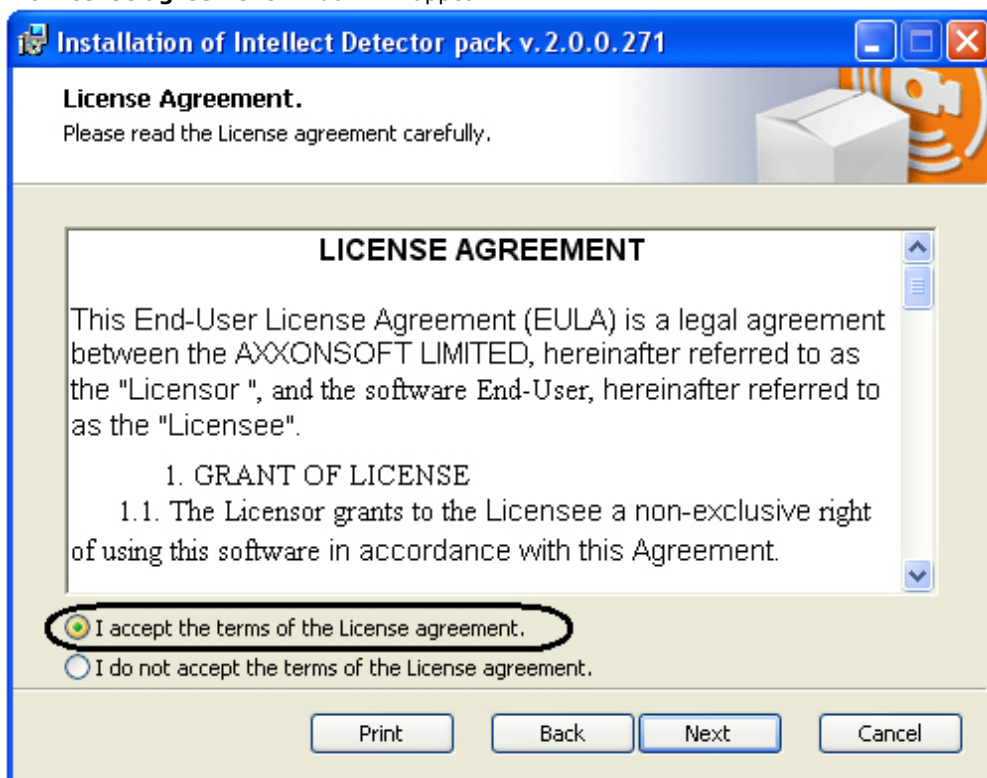 Installation of Intellect Detector pack v.2.0.0.271
License Agreement.
Please read the License agreement carefully.
LICENSE AGREEMENT
This End-User License Agreement (EULA) is a legal agreement
between the AXXONSOFT LIMITED, hereinafter referred to as
the "Licensor ", and the software End-User, hereinafter referred to
as the "Licensee".
1. GRANT OF LICENSE
1.1. The Licensor grants to the Licensee a non-exclusive right
of using this software in accordance with this Agreement.
I accept the terms of the License agreement.
I do not accept the terms of the License agreement.
Print Back Next Cancel